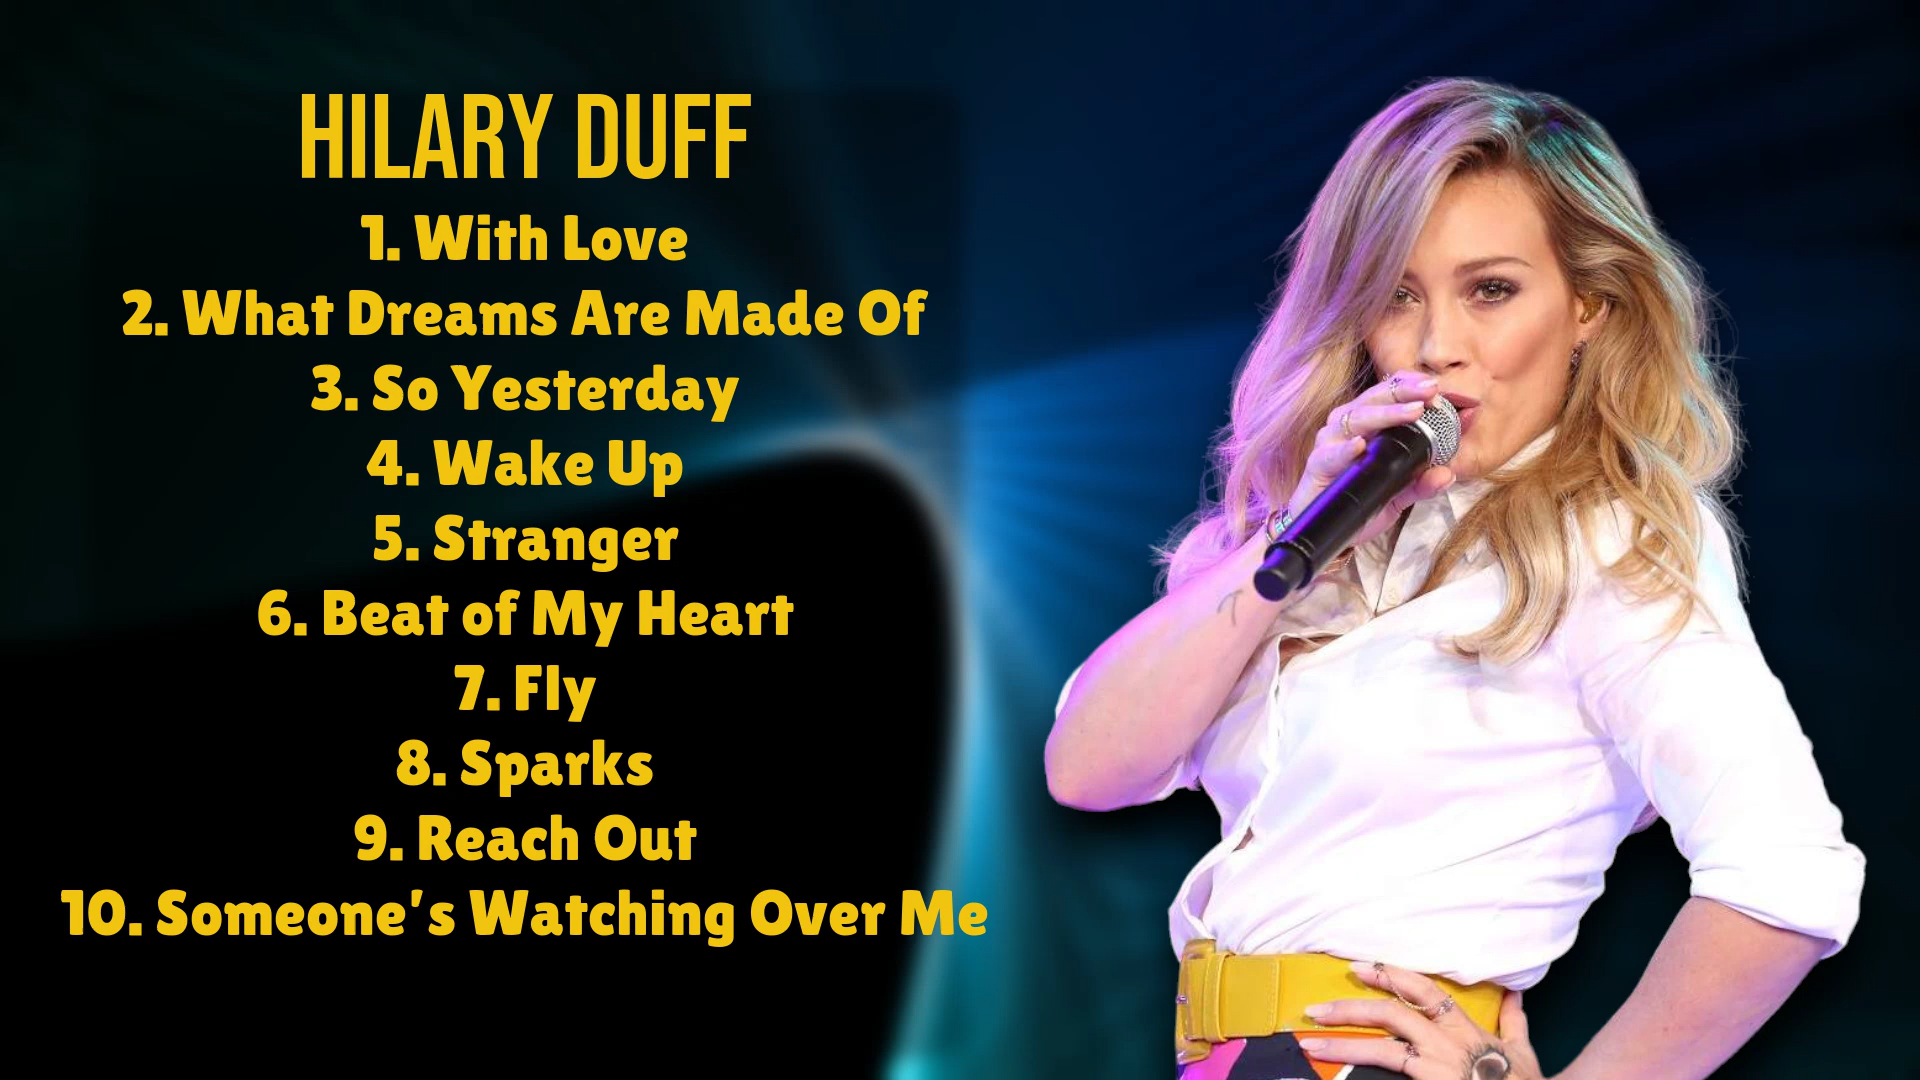 HILARY DUFF
1. With Love
2. What Dreams Are Made Of
3. So Yesterday
4. Wake Up
5. Stranger
6. Beat of My Heart
7. Fly
8. Sparks
9. Reach Out
10. Someone's Watching Over Me